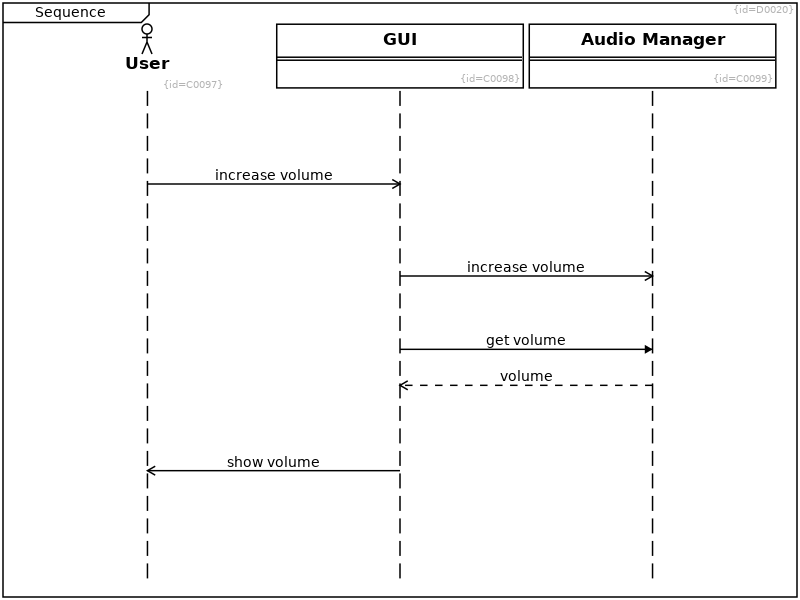 Sequence
{id=D0020}
User
{id=C0097}
GUI
{id=C0098}
Audio Manager
{id=C0099}
increase volume
increase volume
get volume
volume
show volume